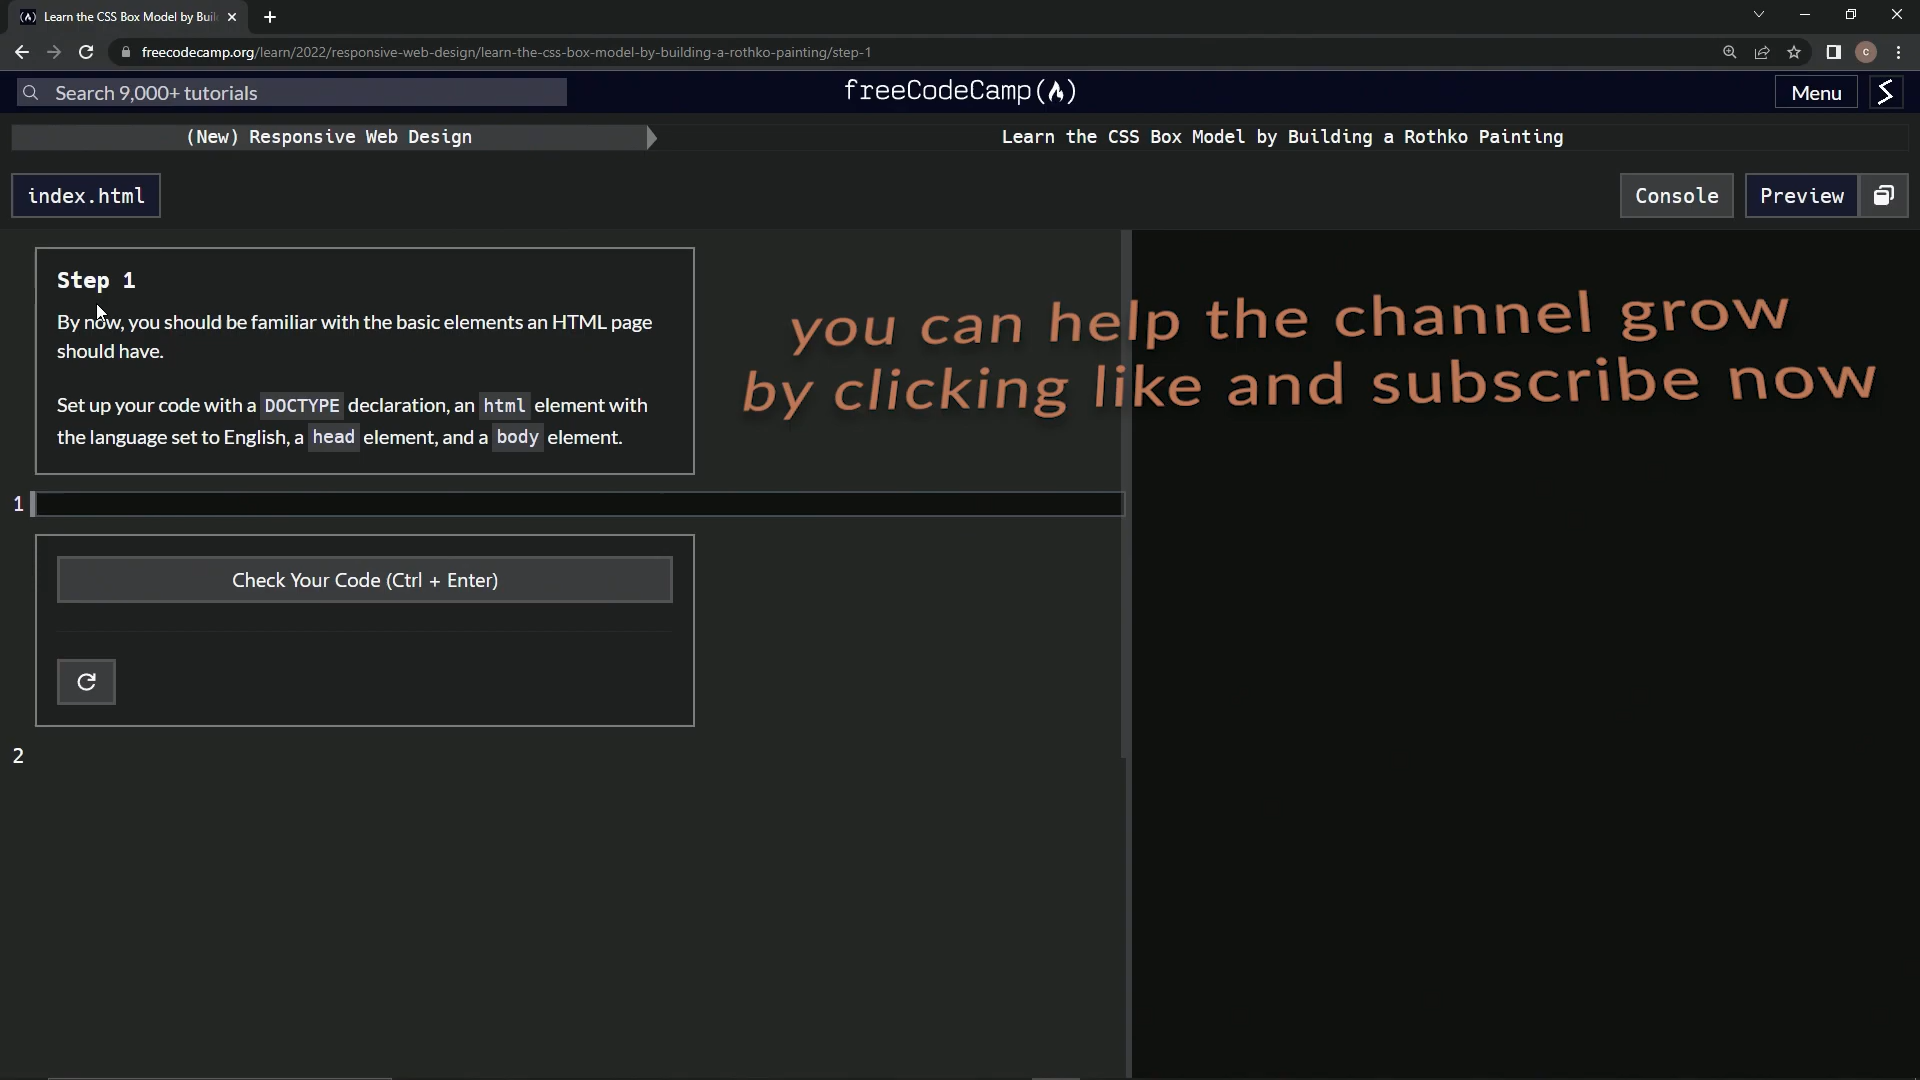 Learn the CSS Box Model by Buil
freecodecamp.org/learn/2022/responsive-web-design/learn-the-css-box-model-by-building-a-rothko-painting/step-1
C
Search 9,000+ tutorials
freeCodeCamp(🔥)
Menu
(New) Responsive Web Design
Learn the CSS Box Model by Building a Rothko Painting
index.html
Console
Preview
Step 1
By now, you should be familiar with the basic elements an HTML page
should have.
Set up your code with a DOCTYPE declaration, an html element with
the language set to English, a head element, and a body element.
you can help the channel grow
by clicking like and subscribe now
1
Check Your Code (Ctrl + Enter)
2